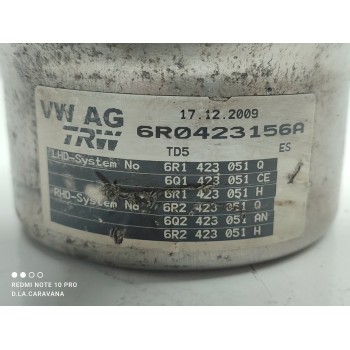 VW AG 17.12.2009
TRW 6R0423156A
TD5 ES
LHD-System No 6R1 423 051 Q
6Q1 423 051 CE
6R1 423 051 H
RHD-System No 6R2 423 051 Q
6Q2 423 051 AN
6R2 423 051 H
REDMI NOTE 10 PRO
D.LA.CARAVANA